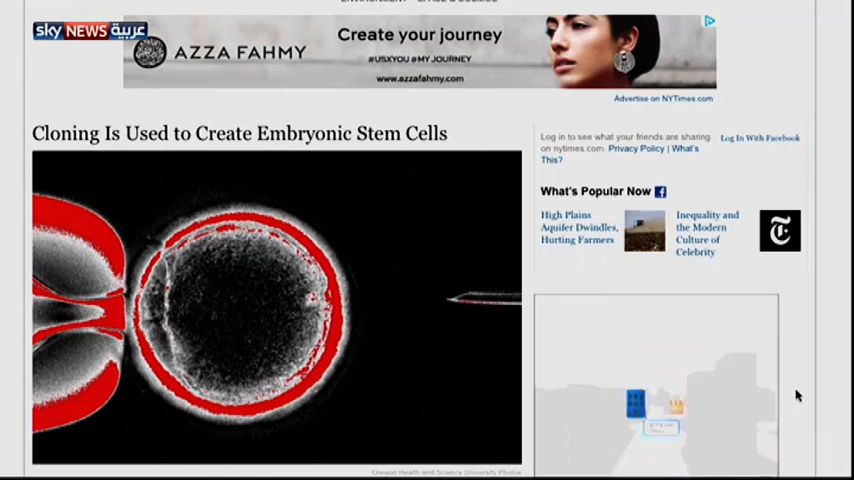 sky NEWS عربية
AZZA FAHMY
Create your journey
#USXYOU #MY JOURNEY
www.azzafahmy.com
Advertise on NYTimes.com
Cloning Is Used to Create Embryonic Stem Cells
Log in to see what your friends are sharing
on nytimes.com Privacy Policy | What's
This?
Log In With Facebook
What's Popular Now
High Plains
Aquifer Dwindles,
Hurting Farmers
Inequality and
the Modern
Culture of
Celebrity
Oregon Health and Science University Photos